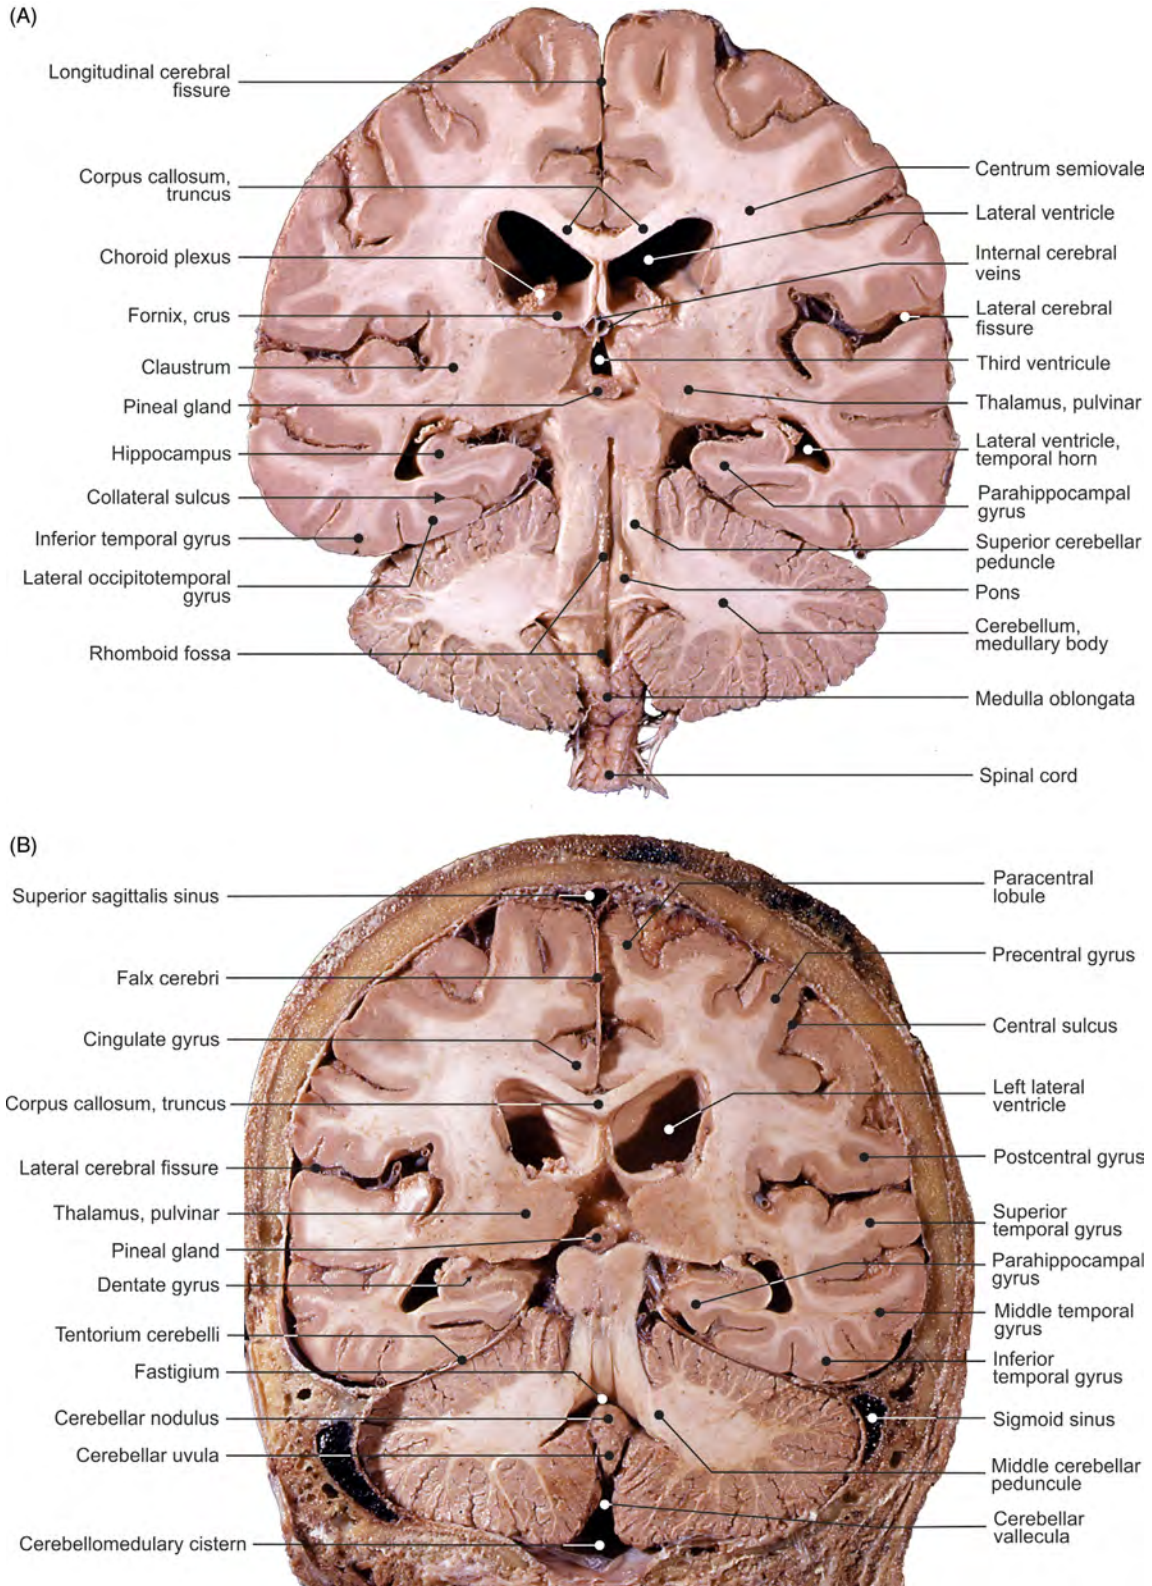 (A)
Longitudinal cerebral
fissure
Corpus callosum,
truncus
Choroid plexus
Fornix, crus
Claustrum
Pineal gland
Hippocampus
Collateral sulcus
Inferior temporal gyrus
Lateral occipitotemporal
gyrus
Rhomboid fossa
Centrum semiovale
Lateral ventricle
Internal cerebral
veins
Lateral cerebral
fissure
Third ventricule
Thalamus, pulvinar
Lateral ventricle,
temporal horn
Parahippocampal
gyrus
Superior cerebellar
peduncle
Pons
Cerebellum,
medullary body
Medulla oblongata
Spinal cord
(B)
Superior sagittalis sinus
Falx cerebri
Cingulate gyrus
Corpus callosum, truncus
Lateral cerebral fissure
Thalamus, pulvinar
Pineal gland
Dentate gyrus
Tentorium cerebelli
Fastigium
Cerebellar nodulus
Cerebellar uvula
Cerebellomedulary cistern
Paracentral
lobule
Precentral gyrus
Central sulcus
Left lateral
ventricle
Postcentral gyrus
Superior
temporal gyrus
Parahippocampal
gyrus
Middle temporal
gyrus
Inferior
temporal gyrus
Sigmoid sinus
Middle cerebellar
peduncule
Cerebellar
vallecula